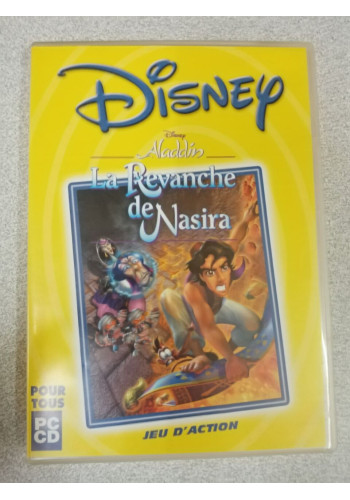 Disney
Disney
Aladdin
La Revanche
de Nasira
POUR
TOUS
PC
CD
JEU D'ACTION